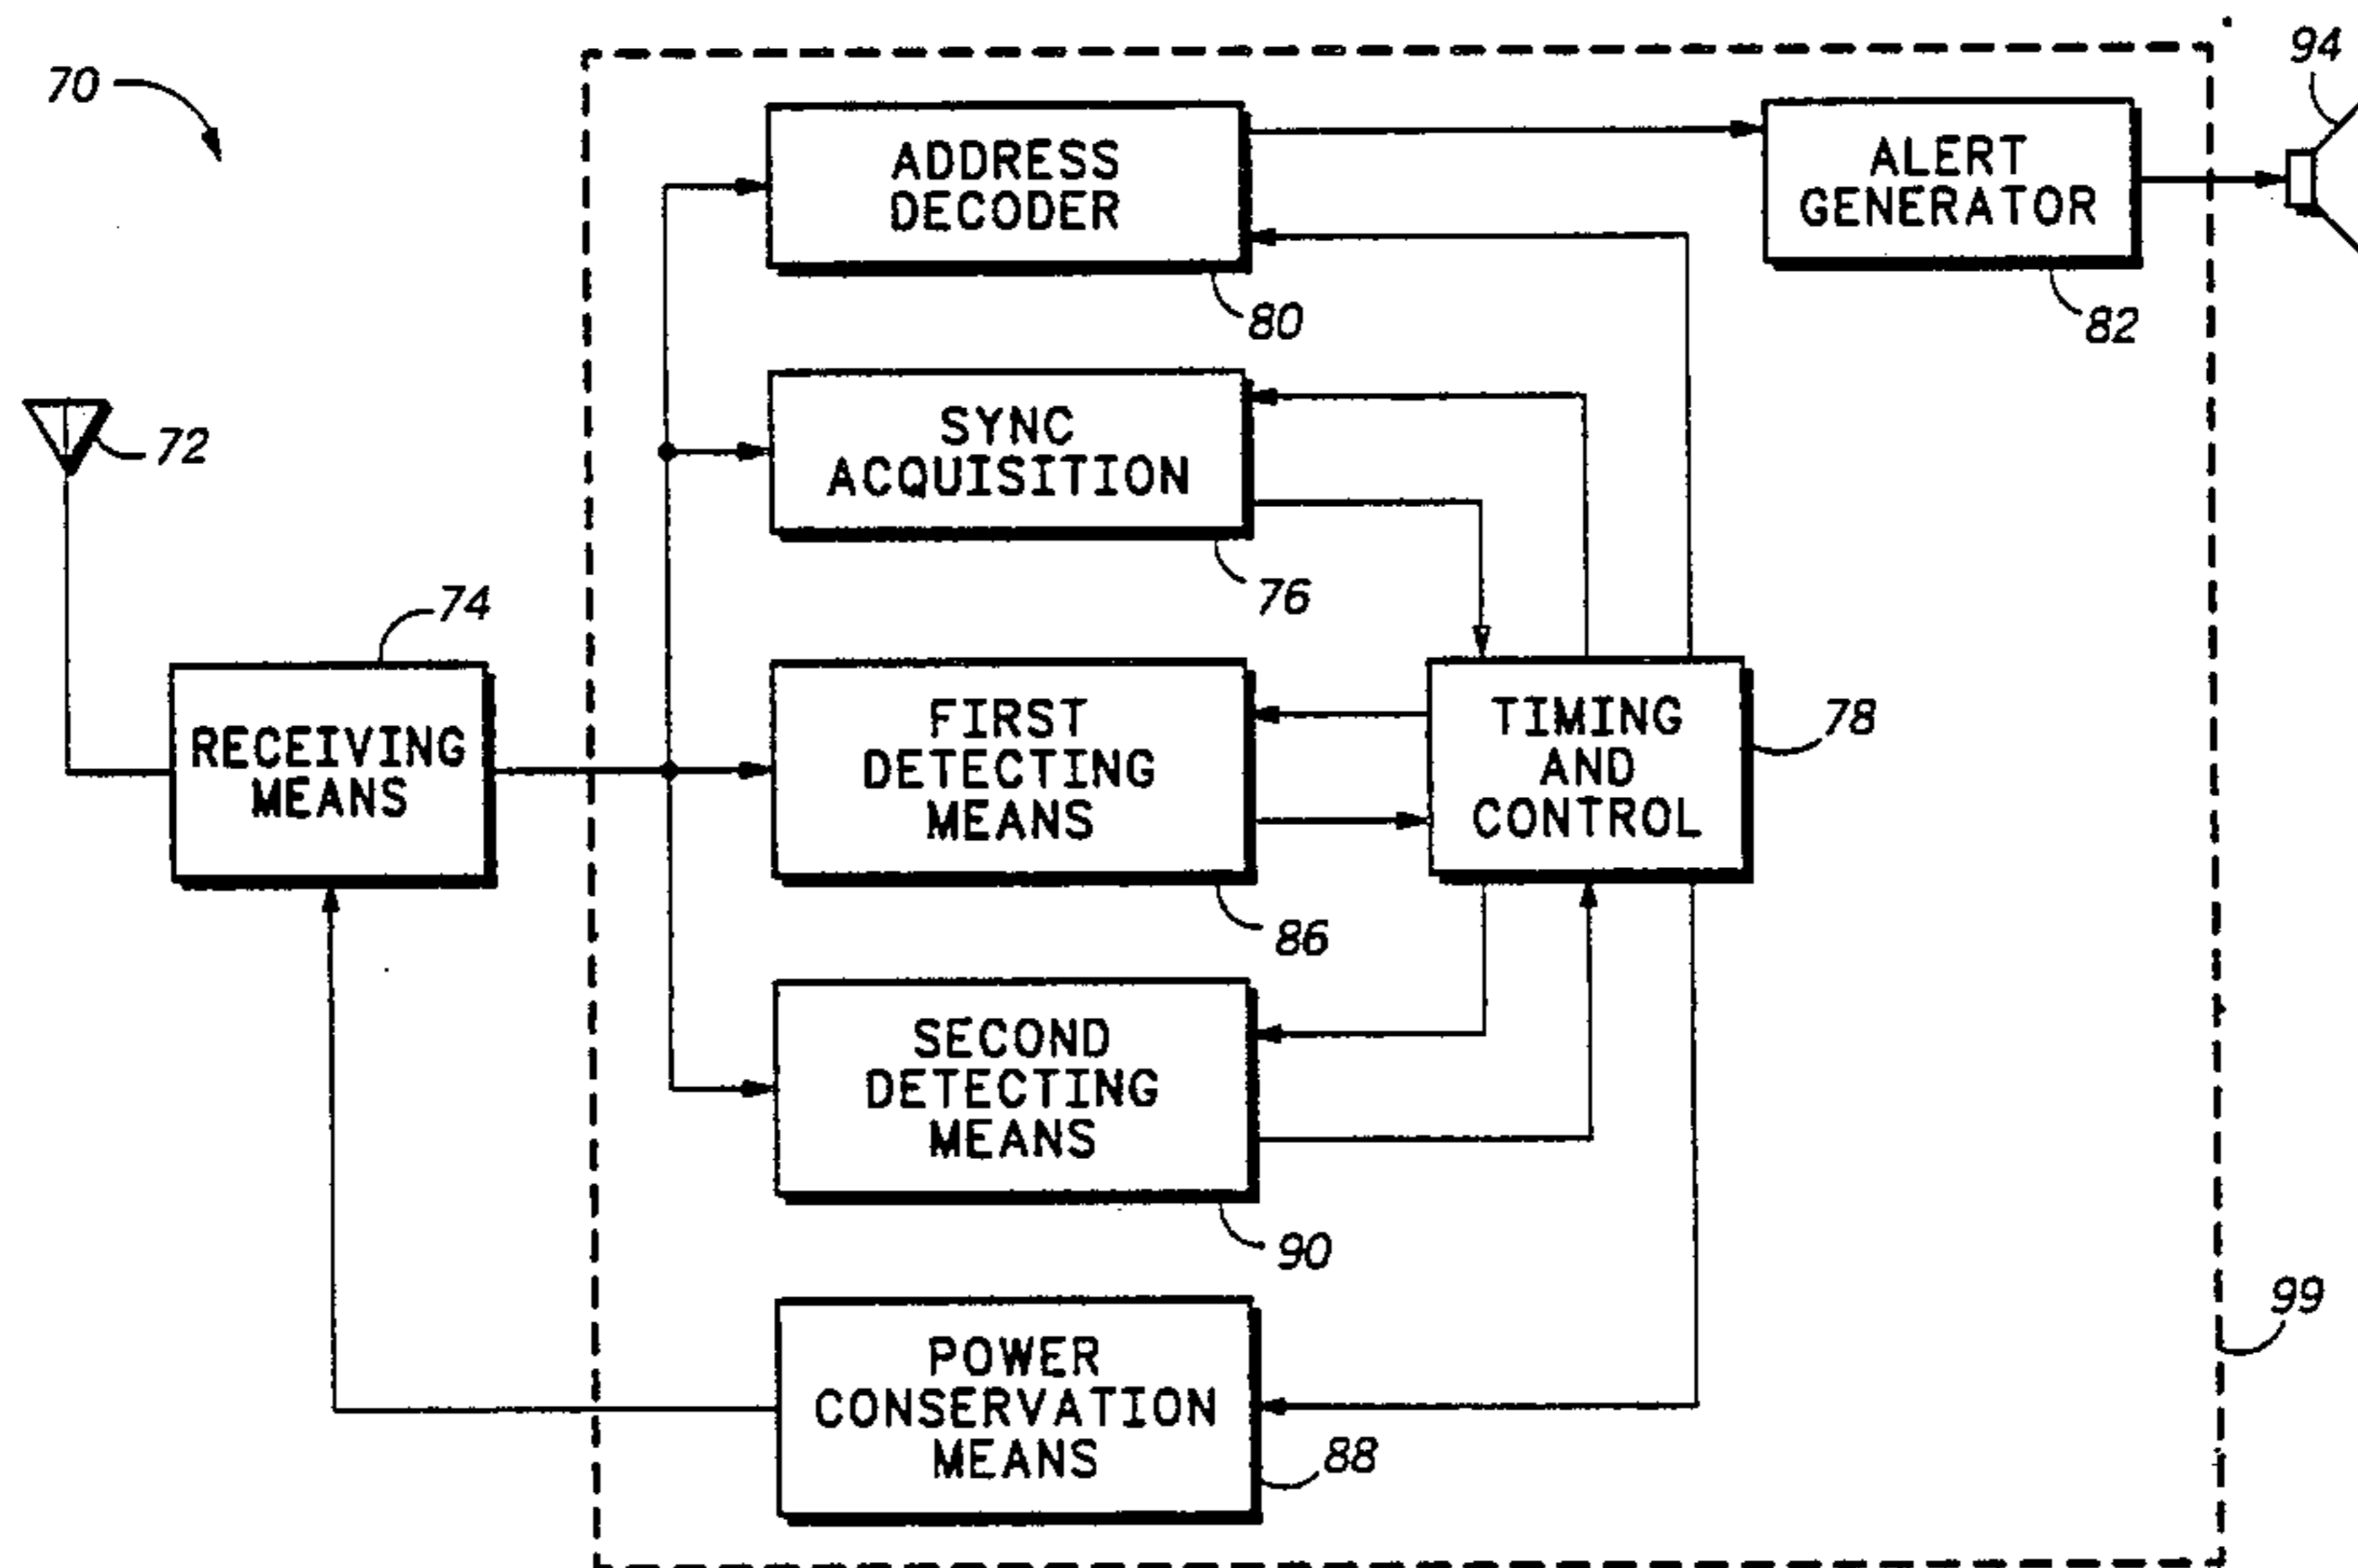 70
94
ADDRESS
DECODER
80
ALERT
GENERATOR
82
72
SYNC
ACQUISITION
76
74
RECEIVING
MEANS
FIRST
DETECTING
MEANS
86
TIMING
AND
CONTROL
78
SECOND
DETECTING
MEANS
90
99
POWER
CONSERVATION
MEANS
88